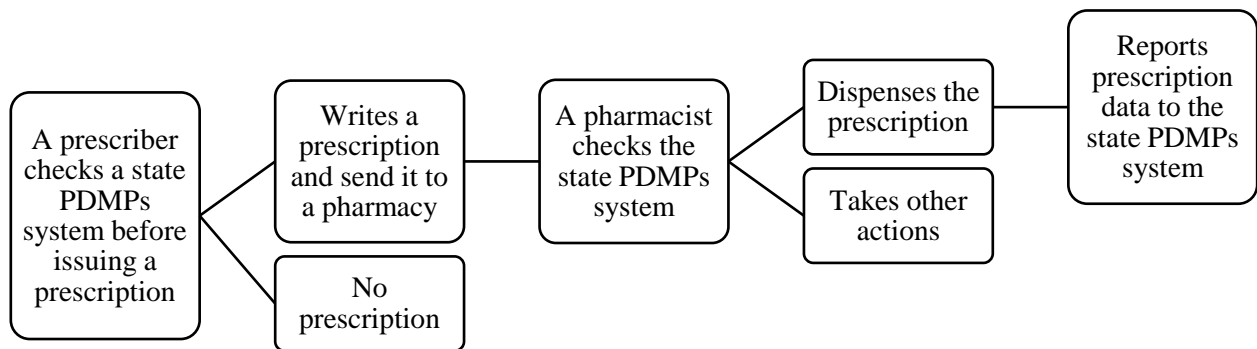 A prescriber
checks a state
PDMPs
system before
issuing a
prescription
Writes a
prescription
and send it to
a pharmacy
No
prescription
A pharmacist
checks the
state PDMPs
system
Dispenses the
prescription
Takes other
actions
Reports
prescription
data to the
state PDMPs
system